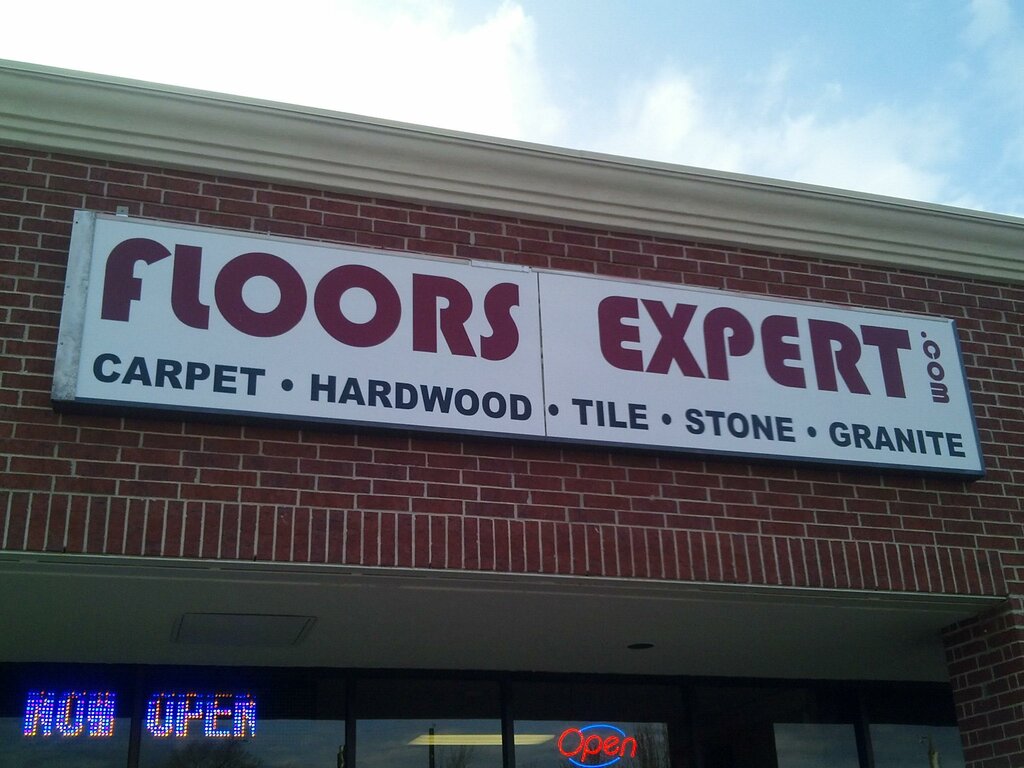 FLOORS EXPERT .COM
CARPET • HARDWOOD • TILE • STONE • GRANITE
NOW OPEN
Open